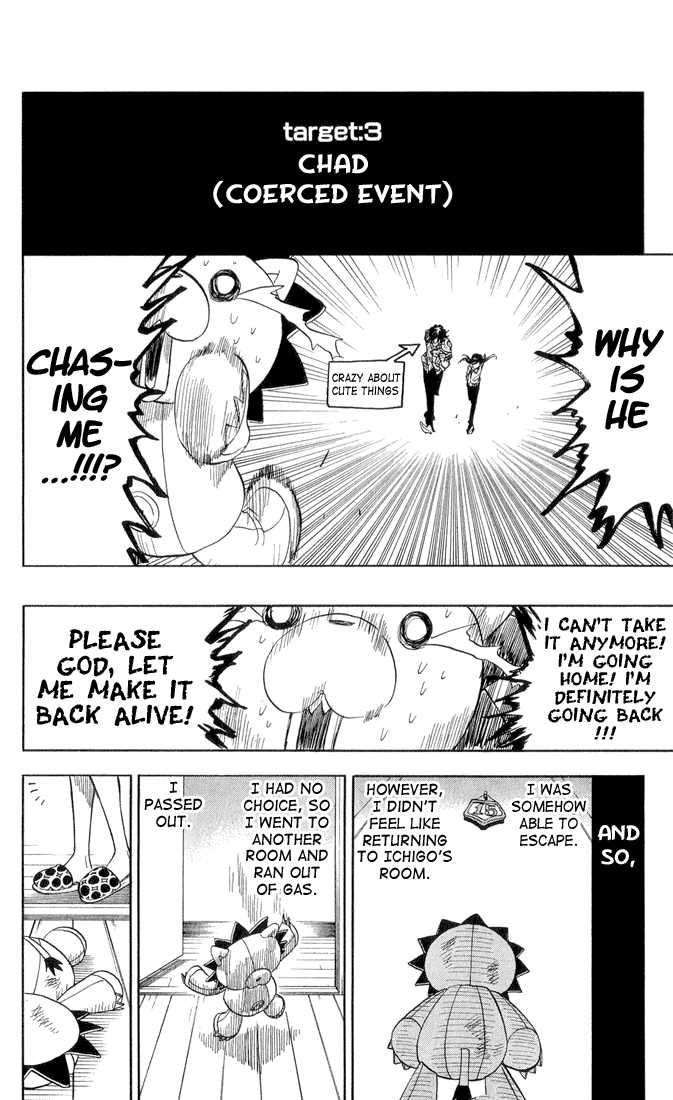 target:3
CHAD
(COERCED EVENT)
WHY
IS
HE
CRAZY ABOUT
CUTE THINGS
CHAS-
ING
ME
...!!!?
I CAN'T TAKE
IT ANYMORE!
I'M GOING
HOME! I'M
DEFINITELY
GOING BACK
!!!
PLEASE
GOD, LET
ME MAKE IT
BACK ALIVE!
AND
SO,
I WAS
SOMEHOW
ABLE TO
ESCAPE.
15
HOWEVER,
I DIDN'T
FEEL LIKE
RETURNING
TO ICHIGO'S
ROOM.
I HAD NO
CHOICE, SO
I WENT TO
ANOTHER
ROOM AND
RAN OUT
OF GAS.
I
PASSED
OUT.